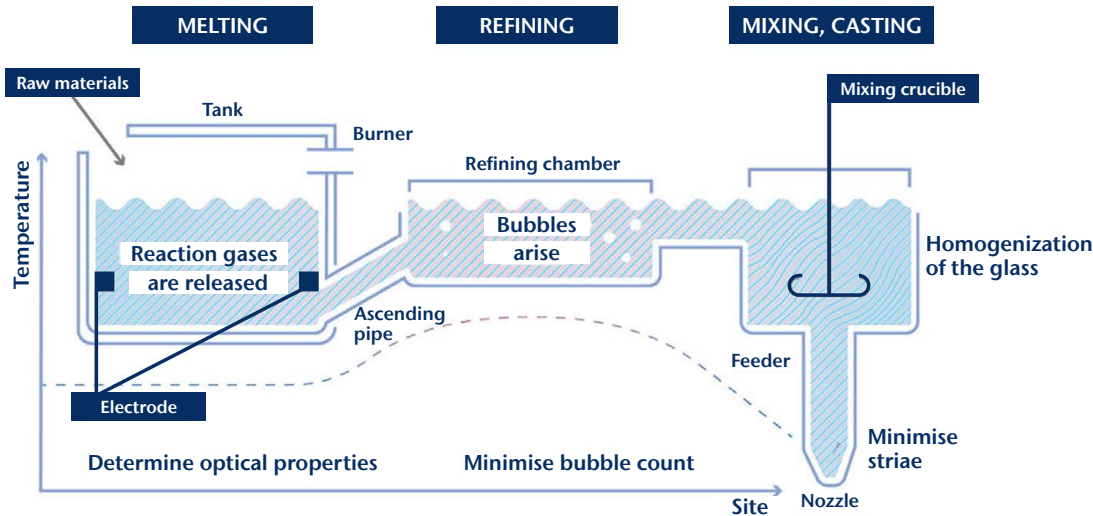 MELTING
REFINING
MIXING, CASTING
Raw materials
Mixing crucible
Tank
Burner
Refining chamber
Temperature
Reaction gases
are released
Bubbles
arise
Homogenization
of the glass
Ascending
pipe
Feeder
Electrode
Determine optical properties
Minimise bubble count
Minimise
striae
Site
Nozzle